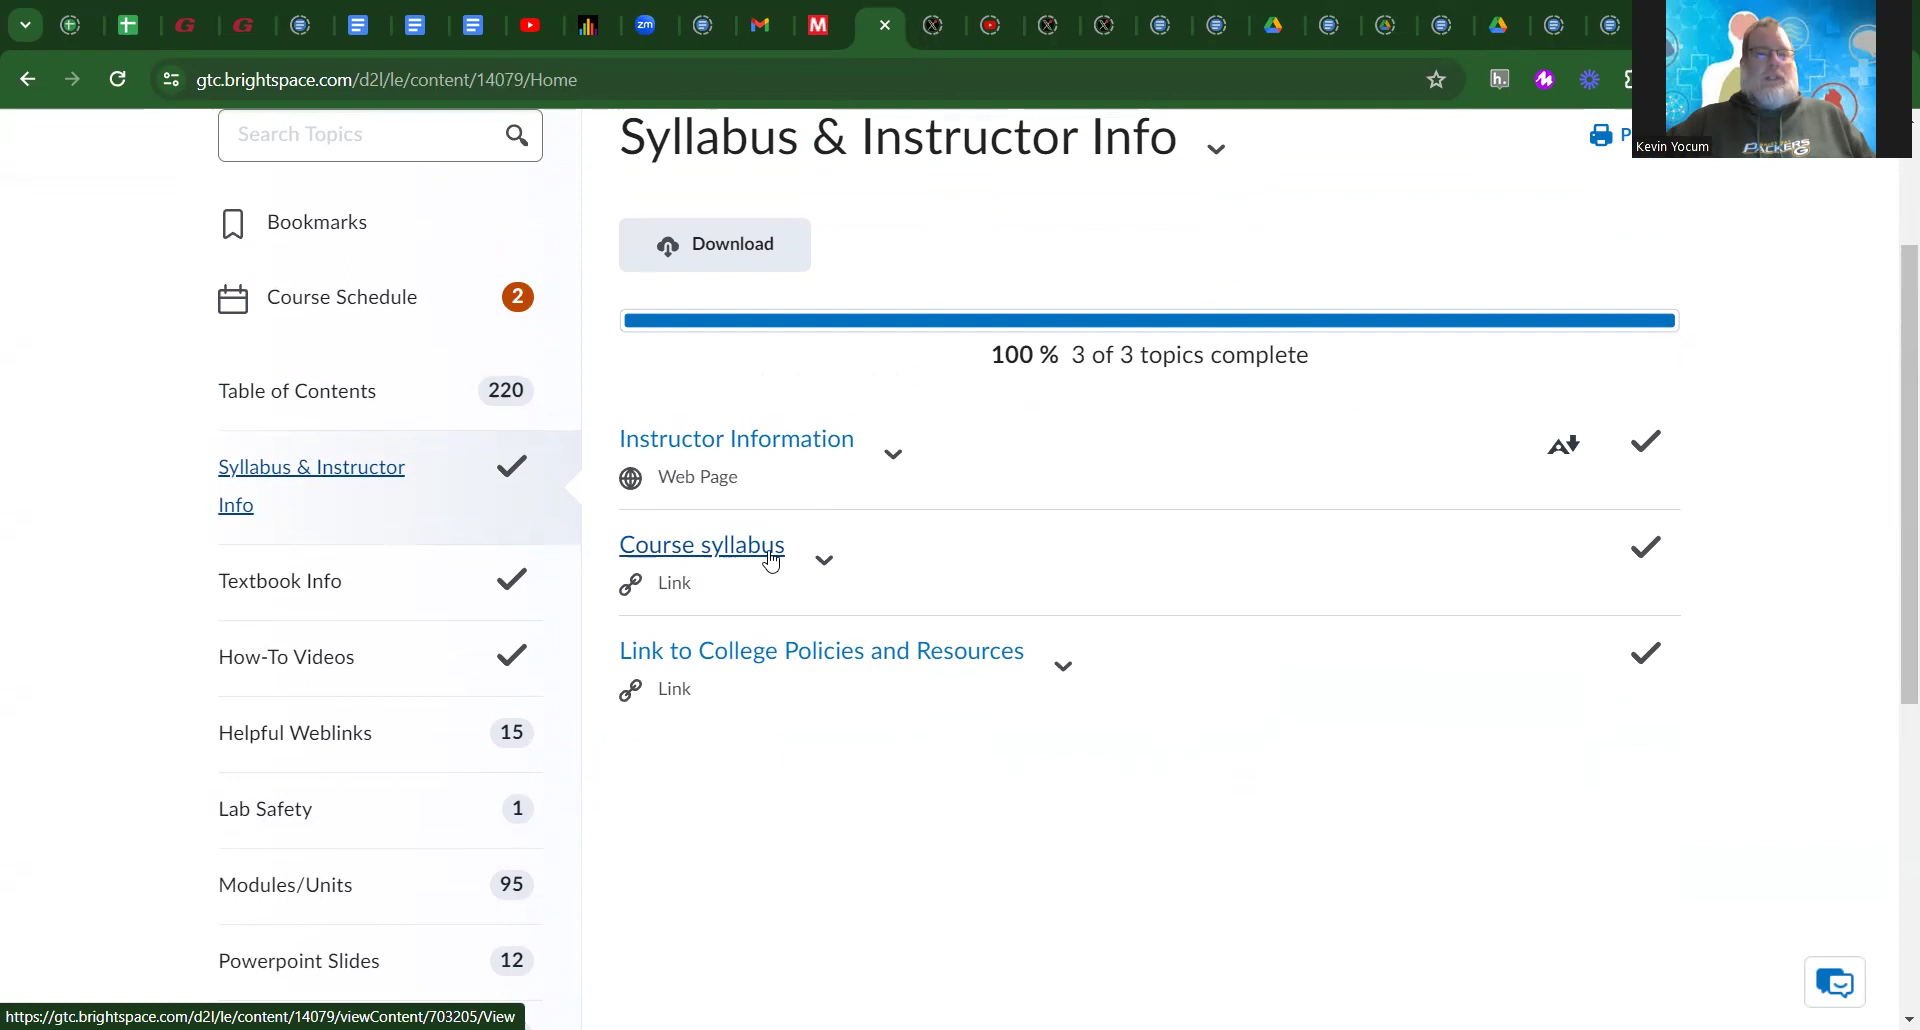 zm
M
gtc.brightspace.com/d2l/le/content/14079/Home
h.
Kevin Yocum
PACKERS
Search Topics
Bookmarks
Course Schedule
2
Table of Contents
220
Syllabus & Instructor
Info
Textbook Info
How-To Videos
Helpful Weblinks
15
Lab Safety
1
Modules/Units
95
Powerpoint Slides
12
Syllabus & Instructor Info
Download
100 % 3 of 3 topics complete
Instructor Information
Web Page
Course syllabus
Link
Link to College Policies and Resources
Link
https://gtc.brightspace.com/d2l/le/content/14079/viewContent/703205/View